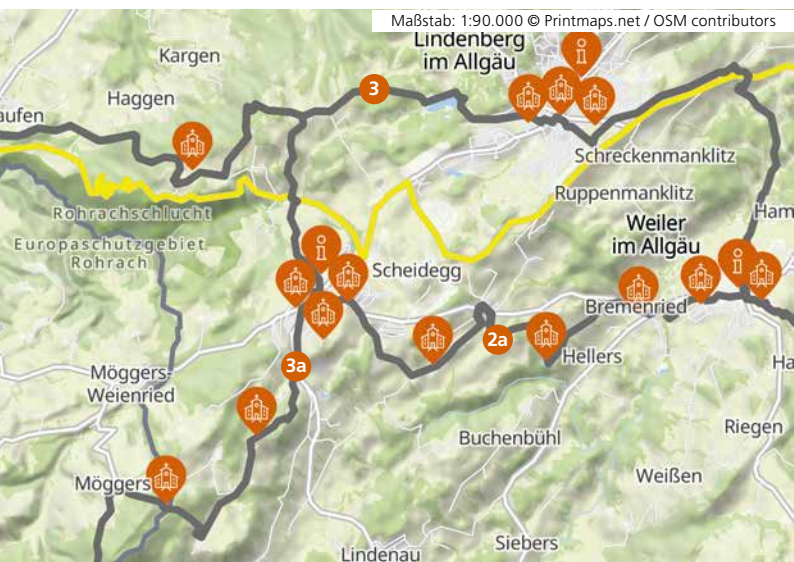 Maßstab: 1:90.000 © Printmaps.net / OSM contributors
Lindenberg
im Allgäu
Kargen
Haggen
3
aufen
Schreckenmanklitz
Ruppenmanklitz
Rohrachschlucht
Europaschutzgebiet
Rohrach
Weiler
im Allgäu
Ham
Scheidegg
Bremenried
2a
Hellers
3a
Ha
Möggers-
Weienried
Riegen
Buchenbühl
Möggers
Weißen
Siebers
Lindenau